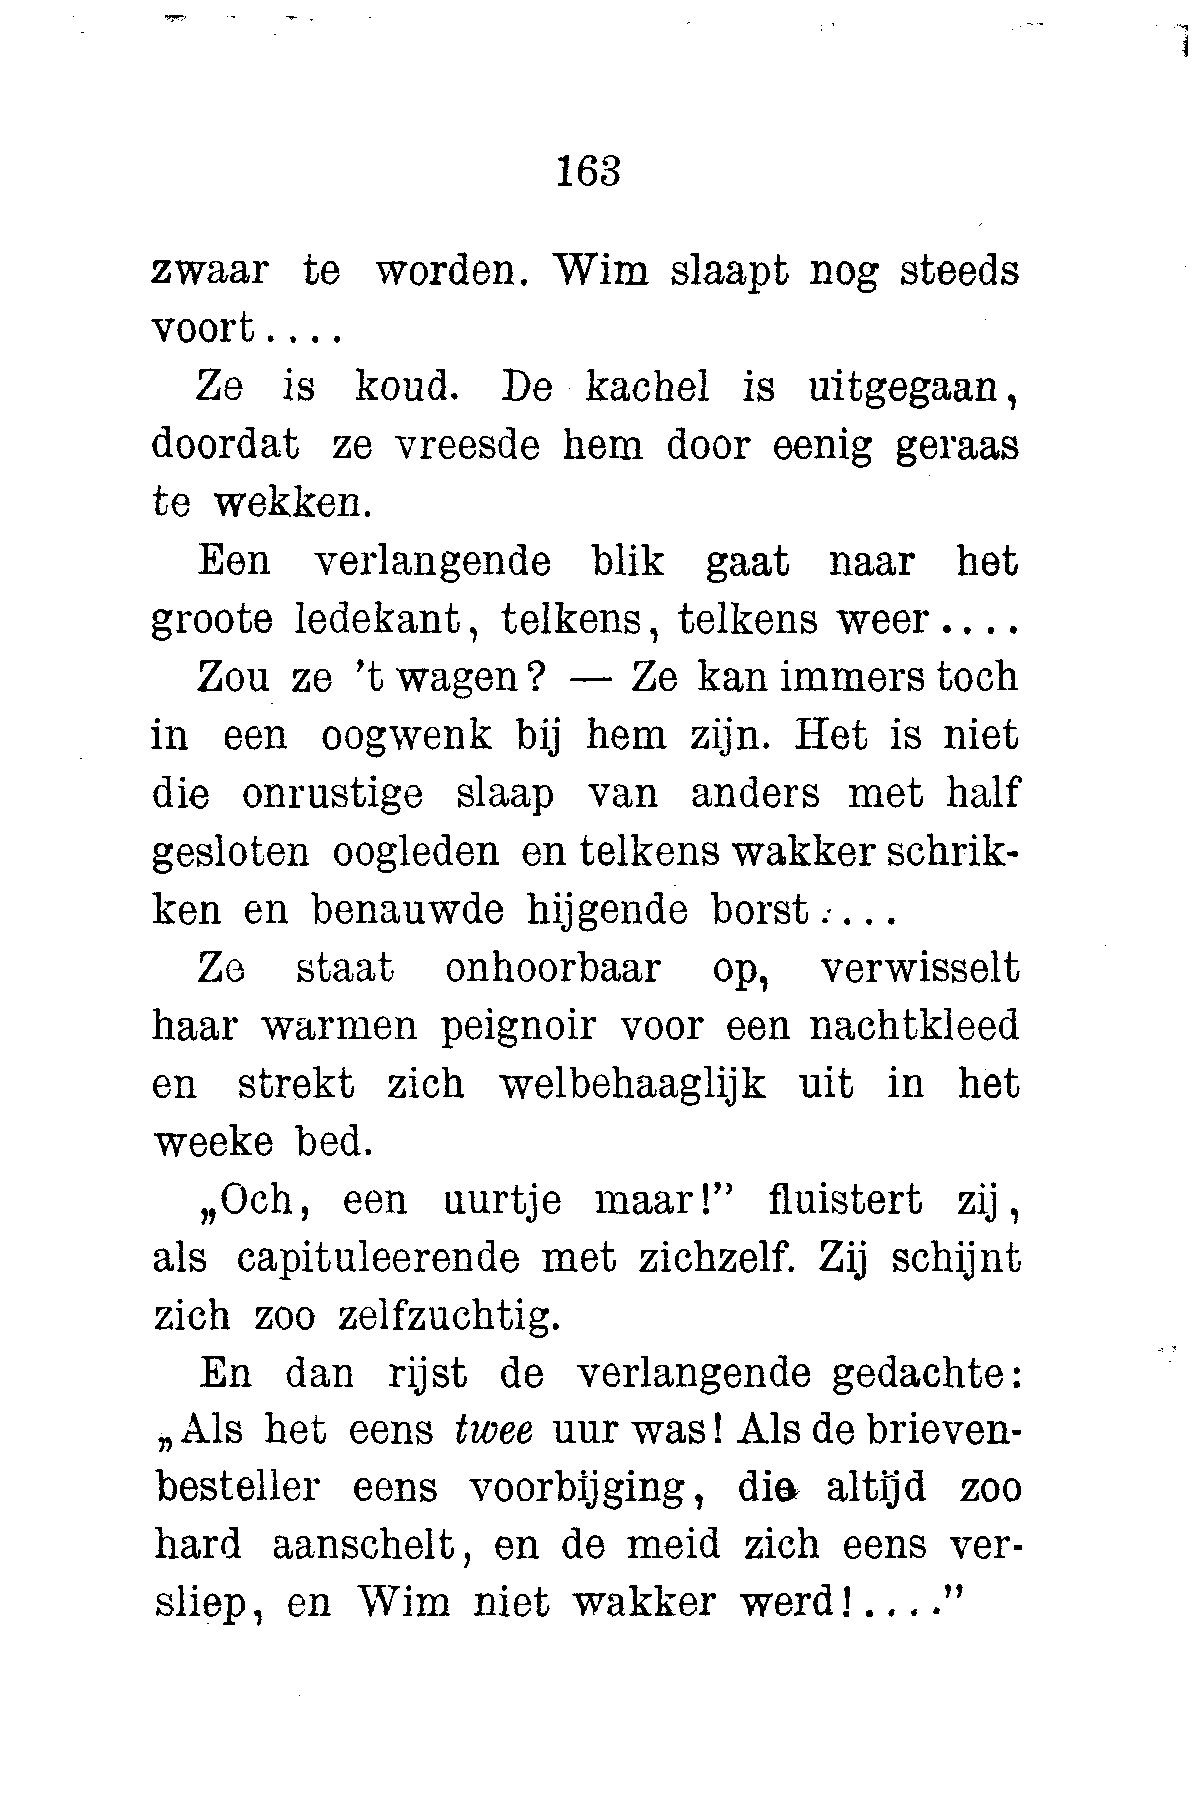 163
zwaar te worden. Wim slaapt nog steeds
voort....
Ze is koud. De kachel is uitgegaan,
doordat ze vreesde hem door eenig geraas
te wekken.
Een verlangende blik gaat naar het
groote ledekant, telkens, telkens weer....
Zou ze 't wagen? — Ze kan immers toch
in een oogwenk bij hem zijn. Het is niet
die onrustige slaap van anders met half
gesloten oogleden en telkens wakker schrik-
ken en benauwde hijgende borst....
Ze staat onhoorbaar op, verwisselt
haar warmen peignoir voor een nachtkleed
en strekt zich welbehaaglijk uit in het
weeke bed.
„Och, een uurtje maar!” fluistert zij,
als capituleerende met zichzelf. Zij schijnt
zich zoo zelfzuchtig.
En dan rijst de verlangende gedachte:
„Als het eens twee uur was! Als de brieven-
besteller eens voorbijging, die altijd zoo
hard aanschelt, en de meid zich eens ver-
sliep, en Wim niet wakker werd!....”